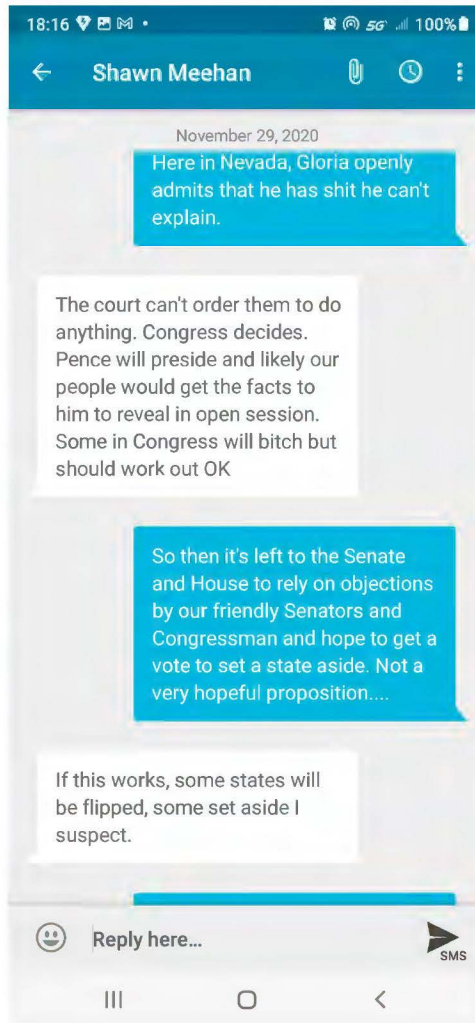 18:16
5G 100%
Shawn Meehan
November 29, 2020
Here in Nevada, Gloria openly
admits that he has shit he can't
explain.
The court can't order them to do
anything. Congress decides.
Pence will preside and likely our
people would get the facts to
him to reveal in open session.
Some in Congress will bitch but
should work out OK
So then it's left to the Senate
and House to rely on objections
by our friendly Senators and
Congressman and hope to get a
vote to set a state aside. Not a
very hopeful proposition....
If this works, some states will
be flipped, some set aside I
suspect.
Reply here...
SMS